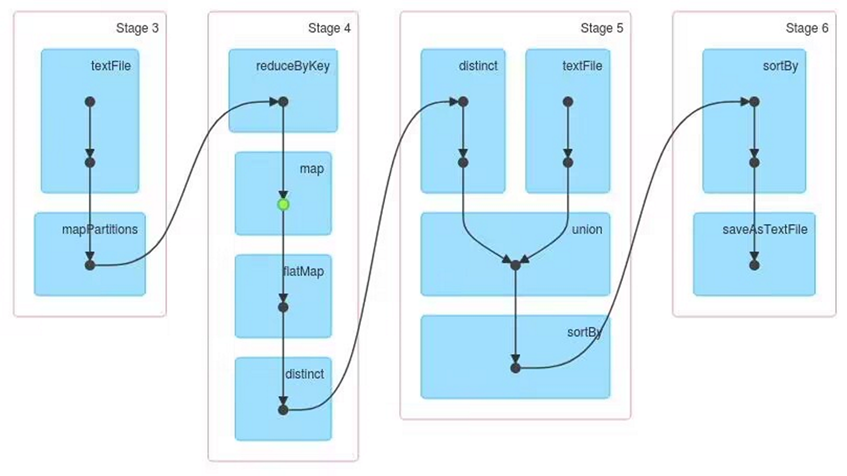 Stage 3
textFile
mapPartitions
Stage 4
reduceByKey
map
flatMap
distinct
Stage 5
distinct
textFile
union
sortBy
Stage 6
sortBy
saveAsTextFile